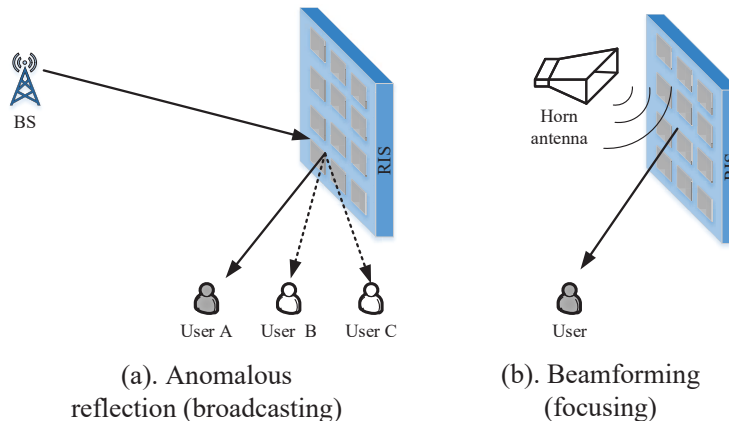 BS
RIS
User A
User B
User C
(a). Anomalous
reflection (broadcasting)
Horn
antenna
User
(b). Beamforming
(focusing)